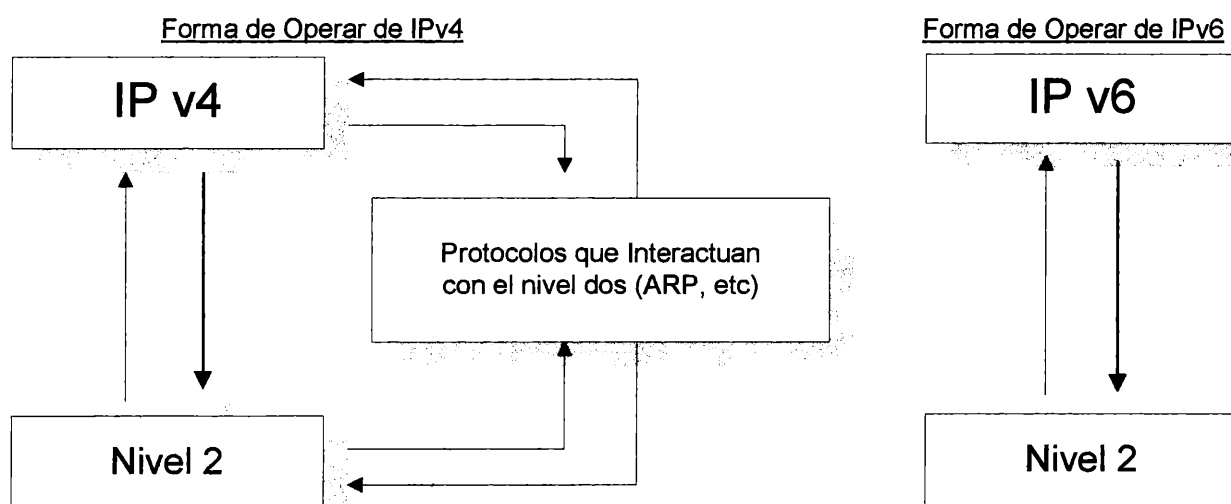 Forma de Operar de IPv4
IP v4
Protocolos que Interactuan
con el nivel dos (ARP, etc)
Nivel 2
Forma de Operar de IPv6
IP v6
Nivel 2